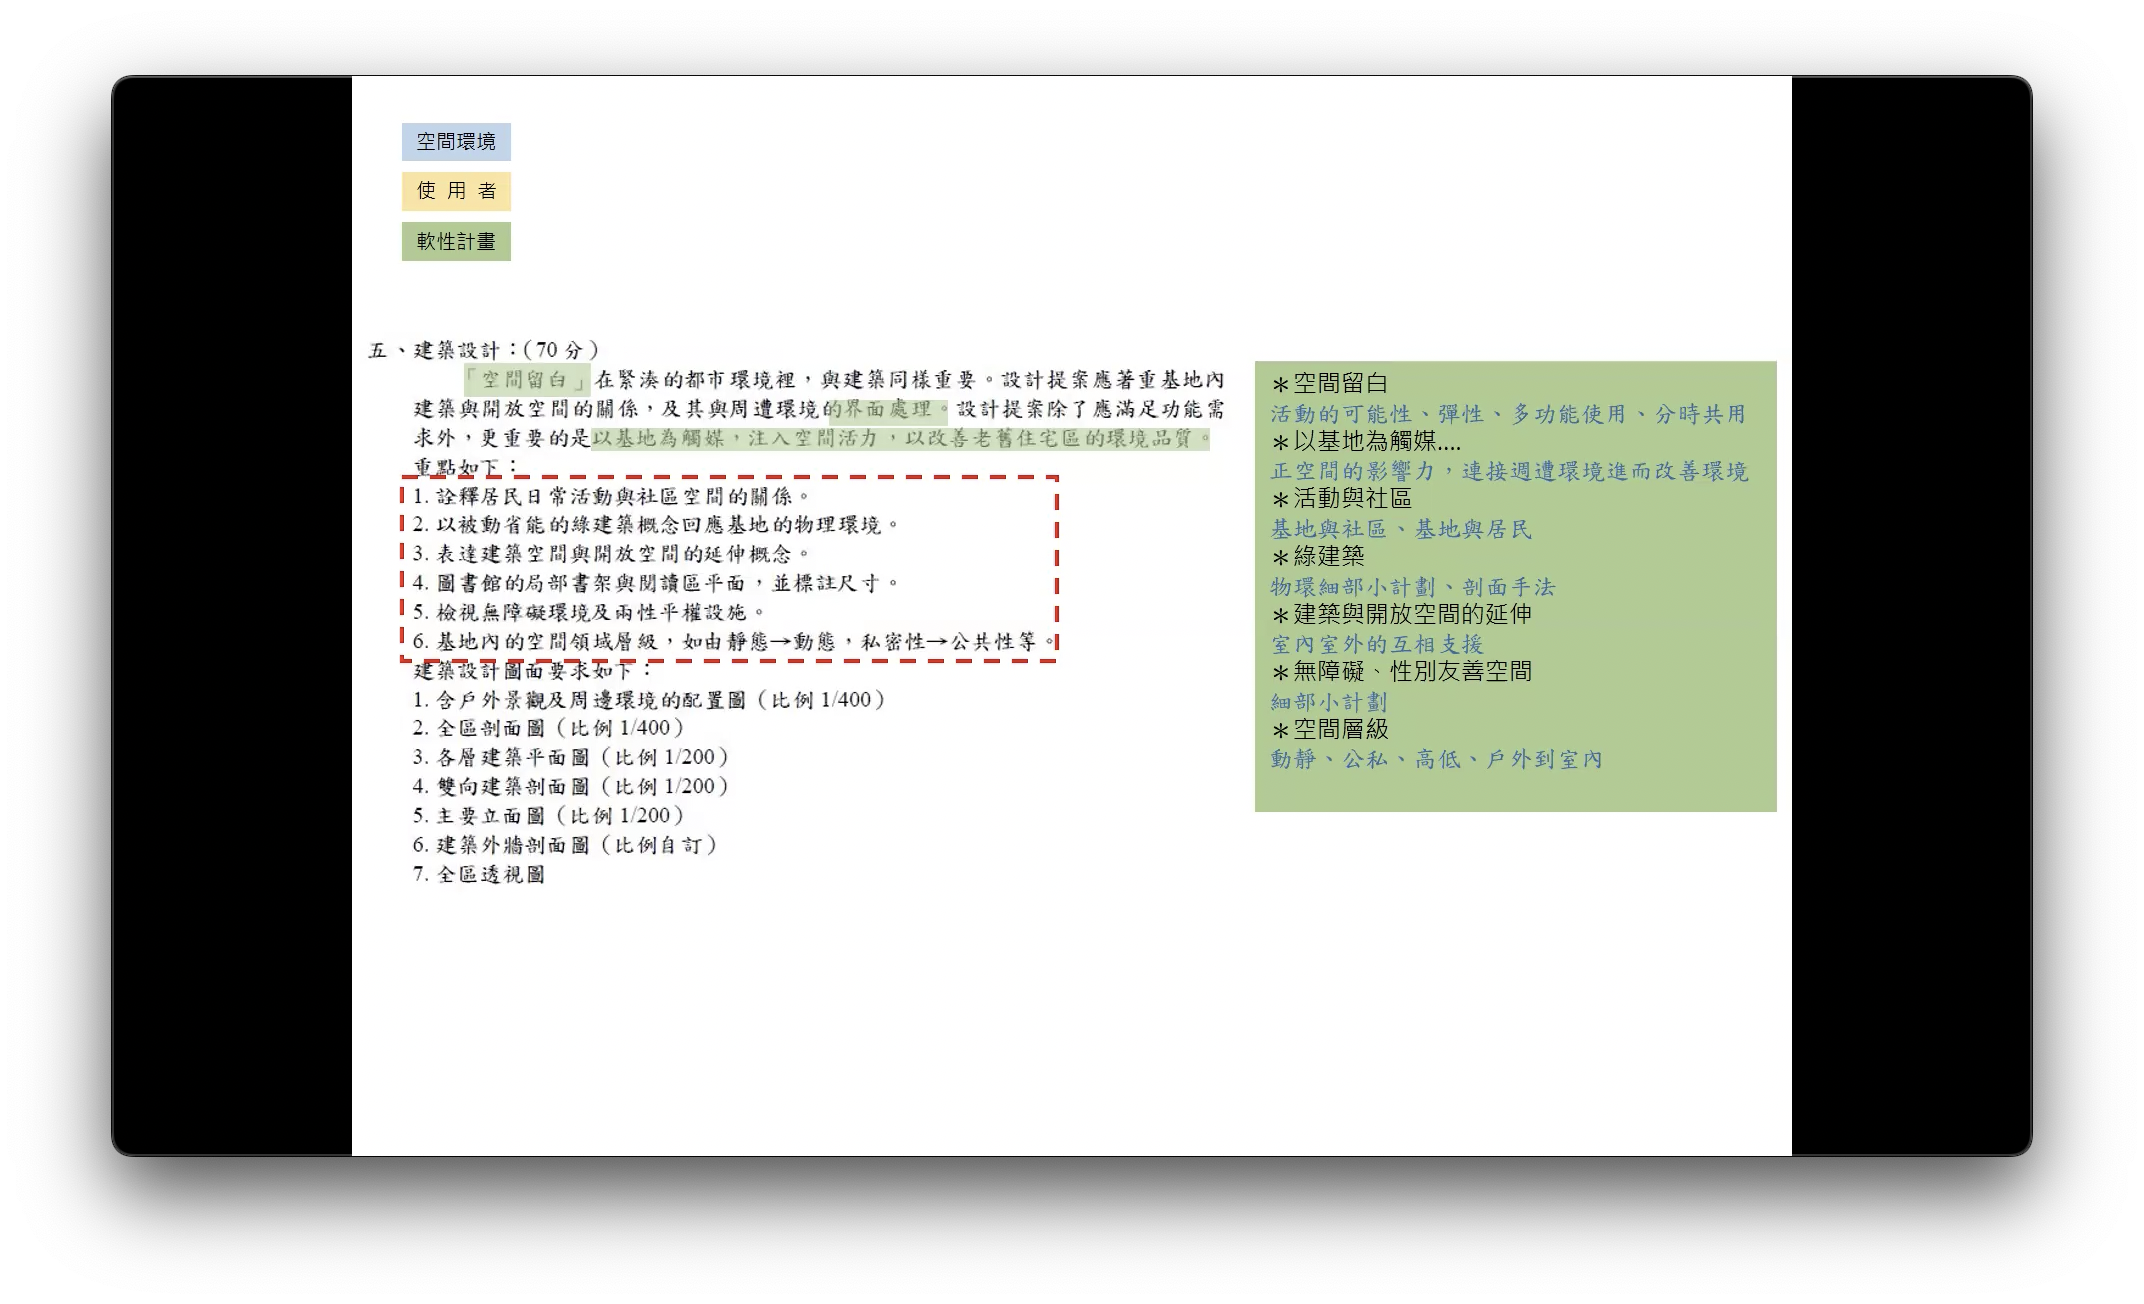 空間環境
使用者
軟性計畫
五、建築設計：（70 分）
「空間留白」在緊湊的都市環境裡，與建築同樣重要。設計提案應著重基地內
建築與開放空間的關係，及其與周遭環境的界面處理。設計提案除了應滿足功能需
求外，更重要的是以基地為觸媒，注入空間活力，以改善老舊住宅區的環境品質。
重點如下：
1. 詮釋居民日常活動與社區空間的關係。
2. 以被動省能的綠建築概念回應基地的物理環境。
3. 表達建築空間與開放空間的延伸概念。
4. 圖書館的局部書架與閱讀區平面，並標註尺寸。
5. 檢視無障礙環境及兩性平權設施。
6. 基地內的空間領域層級，如由靜態→動態，私密性→公共性等。
建築設計圖面要求如下：
1. 含戶外景觀及周邊環境的配置圖（比例 1/400）
2. 全區剖面圖（比例 1/400）
3. 各層建築平面圖（比例 1/200）
4. 雙向建築剖面圖（比例 1/200）
5. 主要立面圖（比例 1/200）
6. 建築外牆剖面圖（比例自訂）
7. 全區透視圖
＊空間留白
活動的可能性、彈性、多功能使用、分時共用
＊以基地為觸媒....
正空間的影響力，連接週遭環境進而改善環境
＊活動與社區
基地與社區、基地與居民
＊綠建築
物環細部小計劃、剖面手法
＊建築與開放空間的延伸
室內室外的互相支援
＊無障礙、性別友善空間
細部小計劃
＊空間層級
動靜、公私、高低、戶外到室內